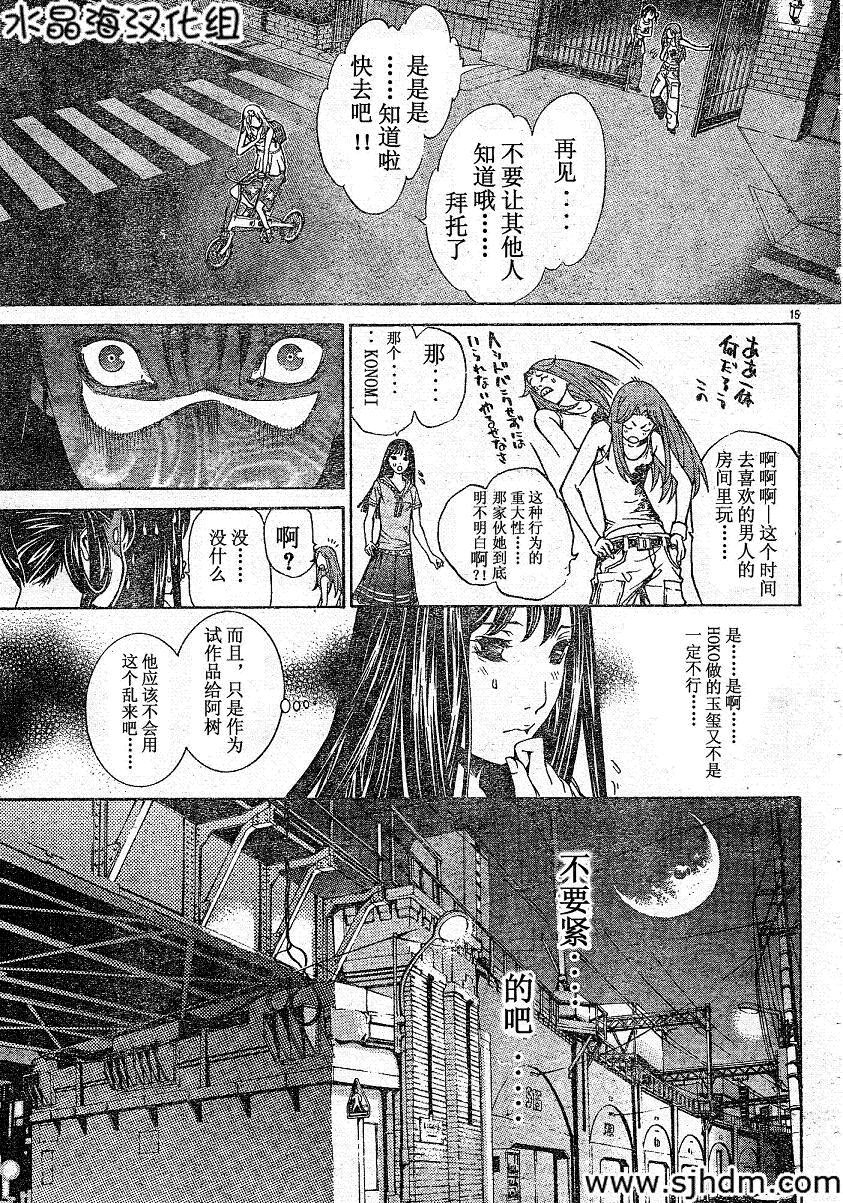 水晶海汉化组
再见....
不要让其他人
知道哦……
拜托了
是是是
……知道啦
快去吧!!
15
ああ一体
何だろう
この
ヘッドバンクせずには
いられないやるせなさ
啊啊啊—这个时间
去喜欢的男人的
房间里玩……
这种行为的
重大性……
那家伙她到底
明不明白啊?!
那....
那个....
..KONOMI
啊?
没...
没什么
是……是啊……
HOKO做的玉玺又不是
一定不行……
而且,只是作为
试作品给阿树
他应该不会用
这个乱来吧……
不要紧……
的吧……
www.sjhdm.com